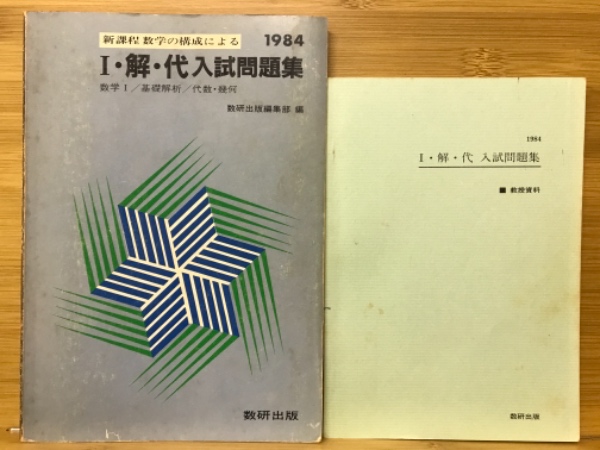 新課程 数学の構成による 1984
I・解・代 入試問題集
数学 I／基礎解析／代数・幾何
数研出版編集部 編
数研出版
1984
I・解・代 入試問題集
■ 教授資料
数研出版